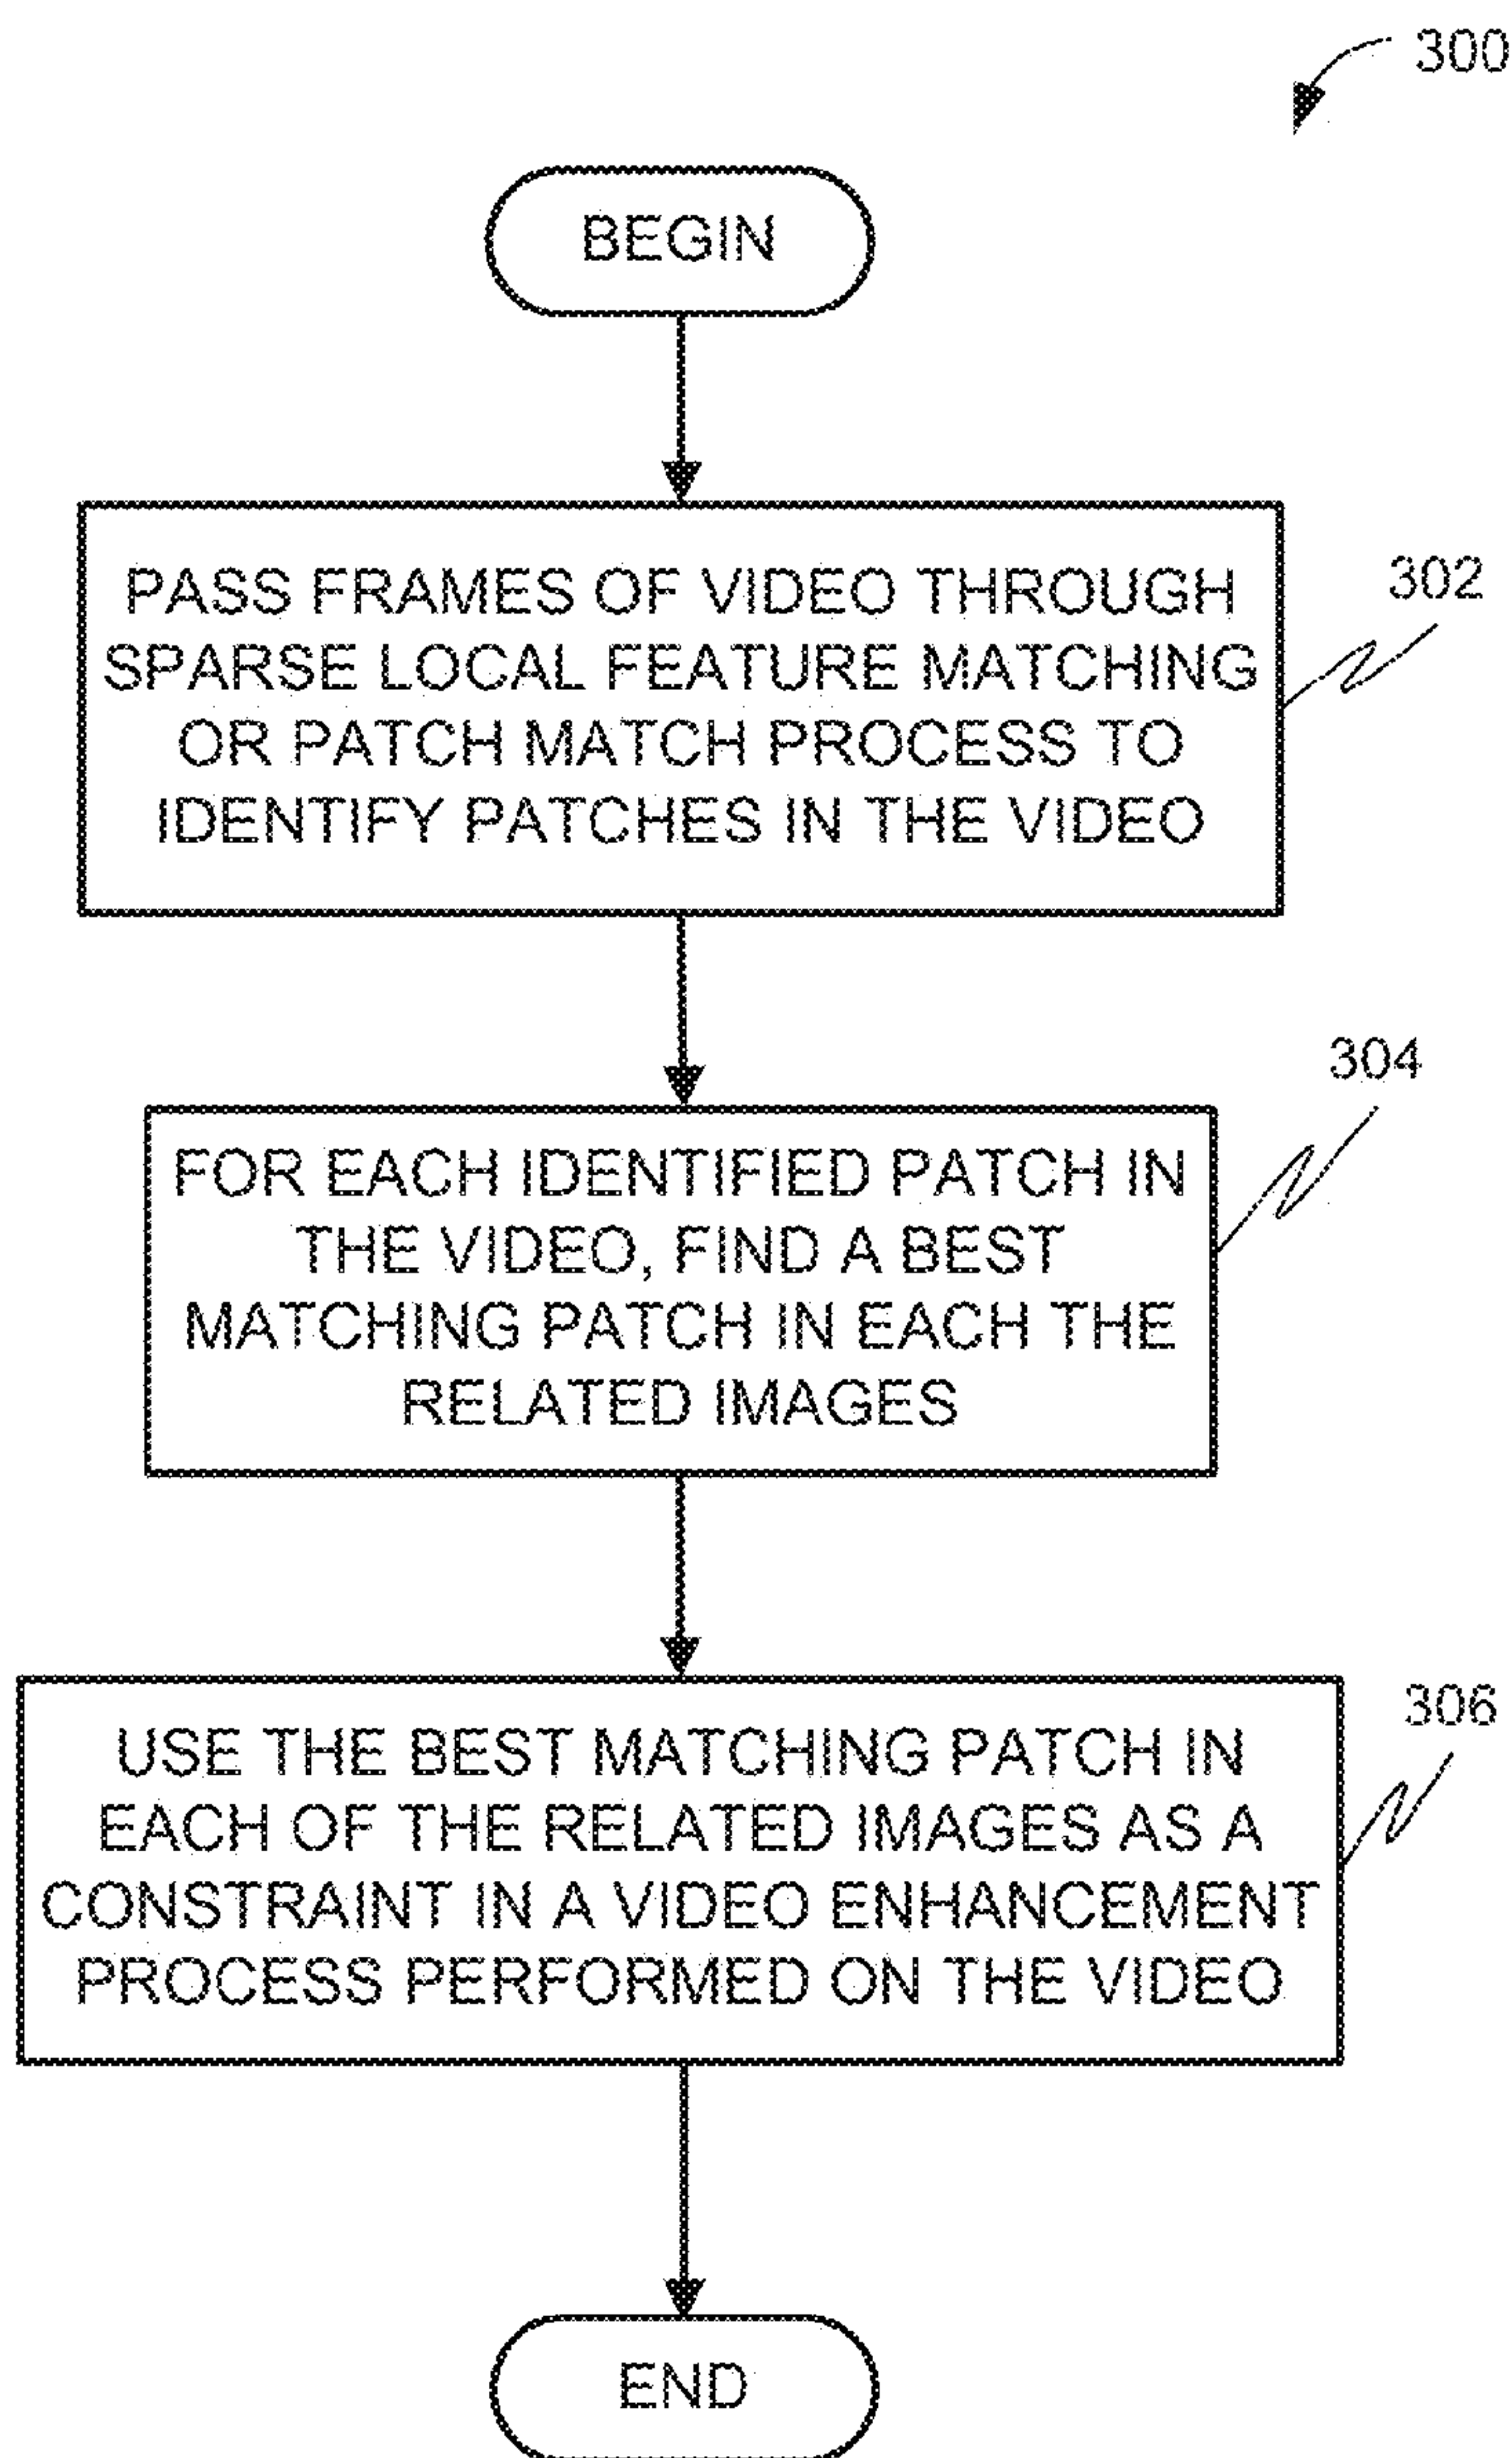 300
BEGIN
PASS FRAMES OF VIDEO THROUGH
SPARSE LOCAL FEATURE MATCHING
OR PATCH MATCH PROCESS TO
IDENTIFY PATCHES IN THE VIDEO
302
304
FOR EACH IDENTIFIED PATCH IN
THE VIDEO, FIND A BEST
MATCHING PATCH IN EACH THE
RELATED IMAGES
306
USE THE BEST MATCHING PATCH IN
EACH OF THE RELATED IMAGES AS A
CONSTRAINT IN A VIDEO ENHANCEMENT
PROCESS PERFORMED ON THE VIDEO
END